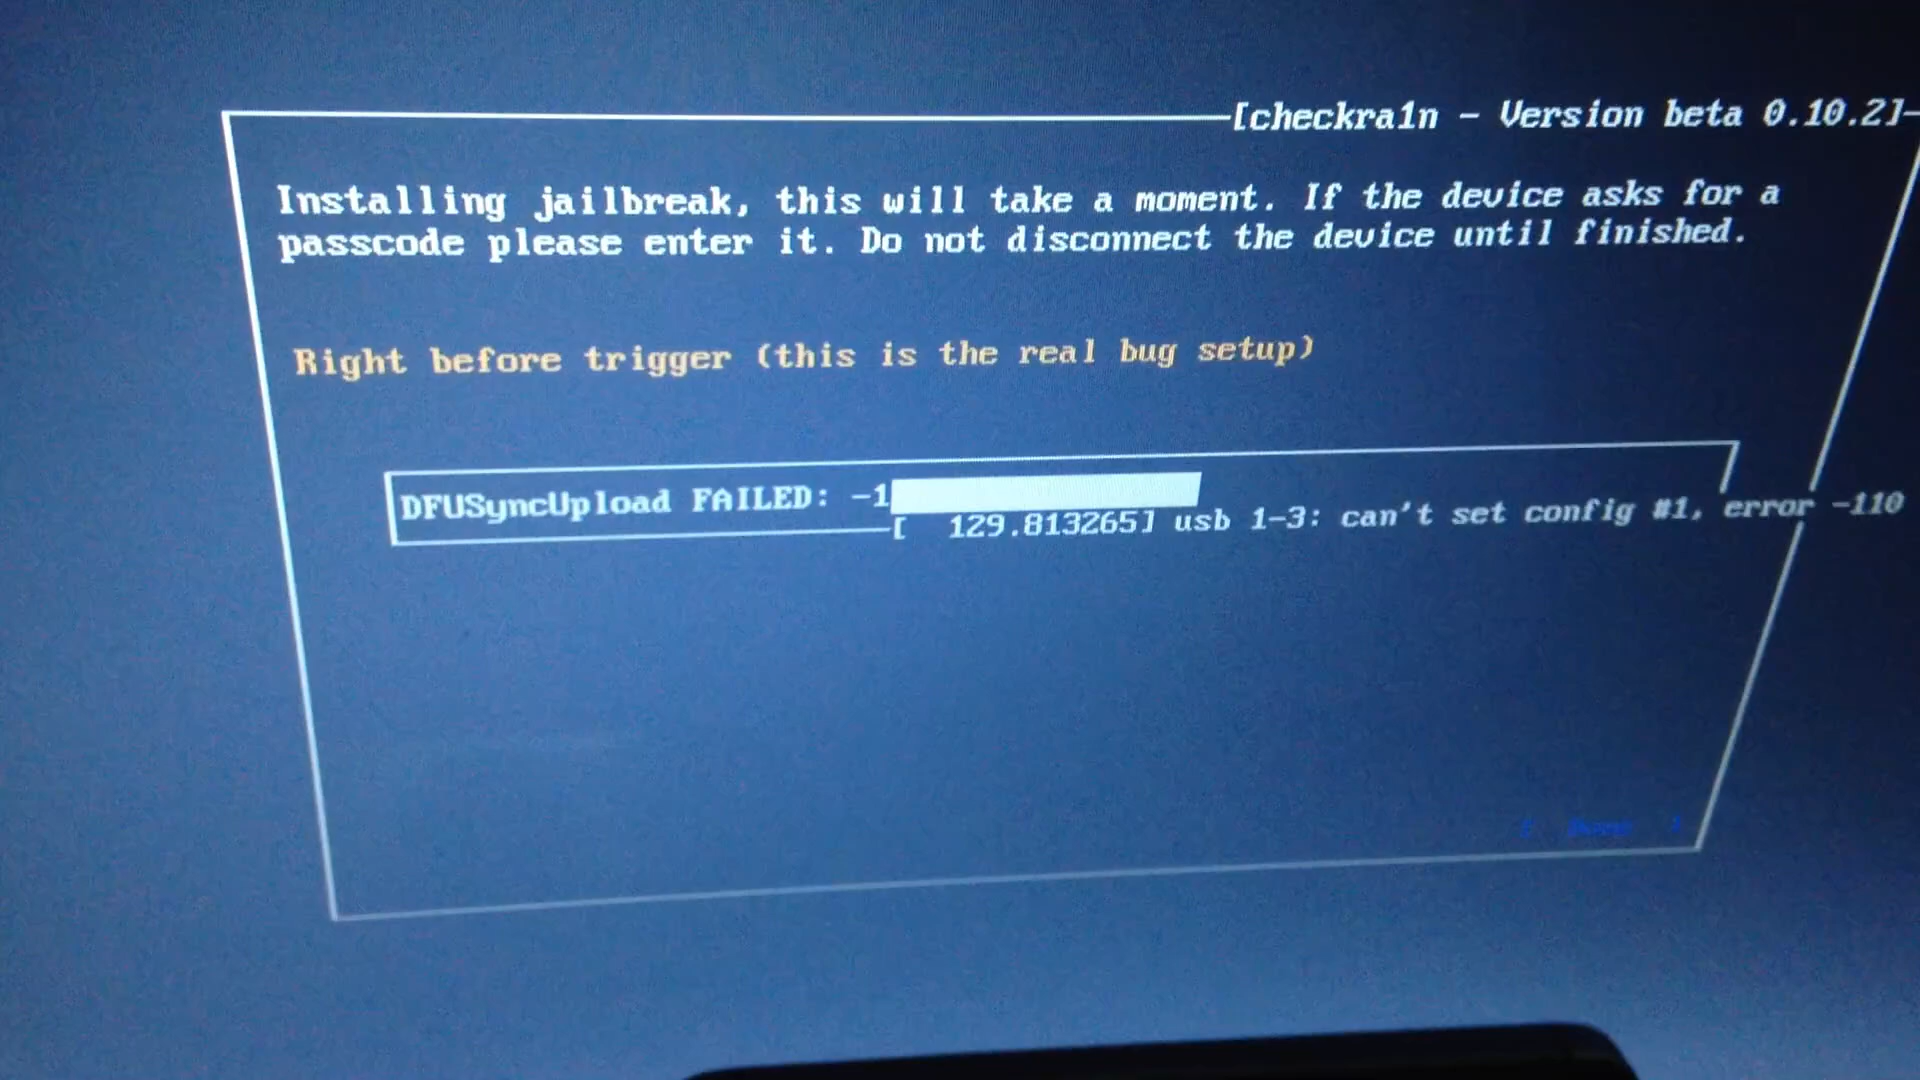 [checkra1n - Version beta 0.10.2]
Installing jailbreak, this will take a moment. If the device asks for a
passcode please enter it. Do not disconnect the device until finished.
Right before trigger (this is the real bug setup)
DFUSyncUpload FAILED: -1
[  129.813265] usb 1-3: can't set config #1, error -110